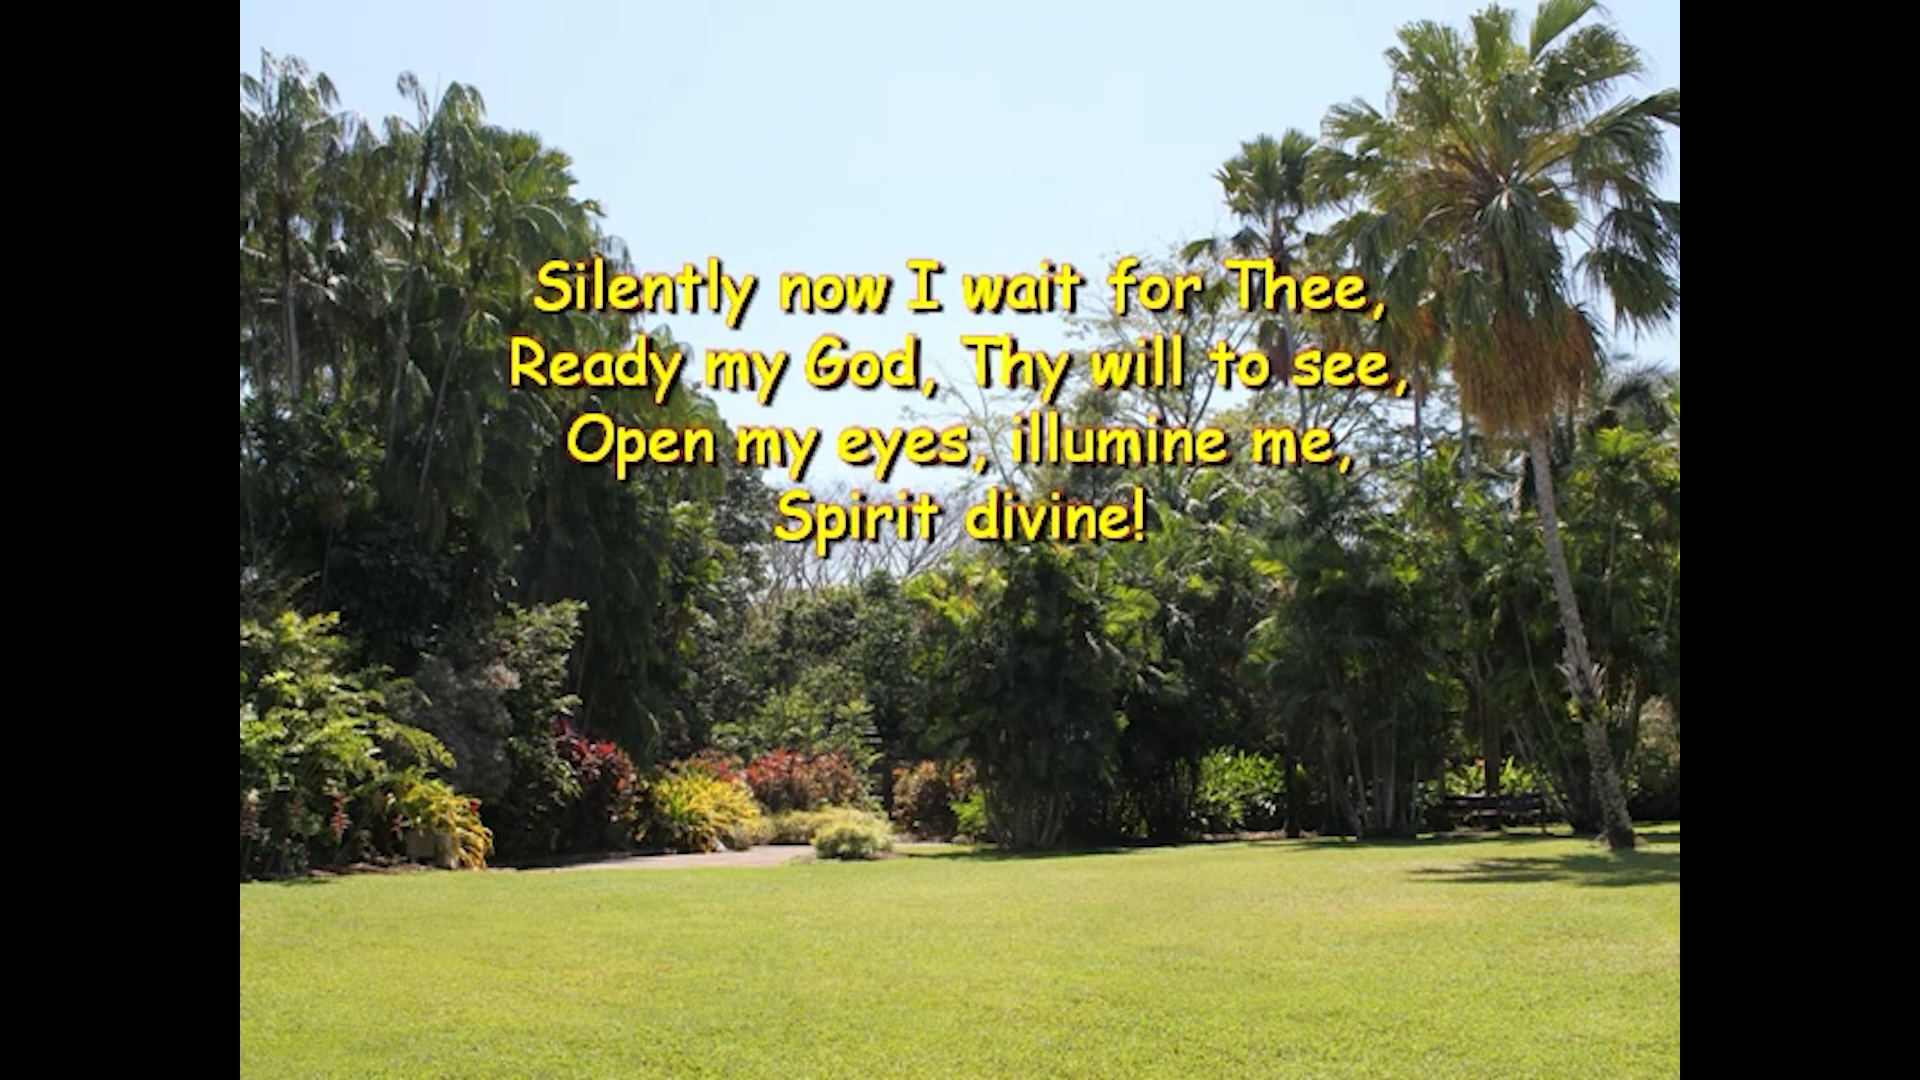 Silently now I wait for Thee,
Ready my God, Thy will to see,
Open my eyes, illumine me,
Spirit divine!